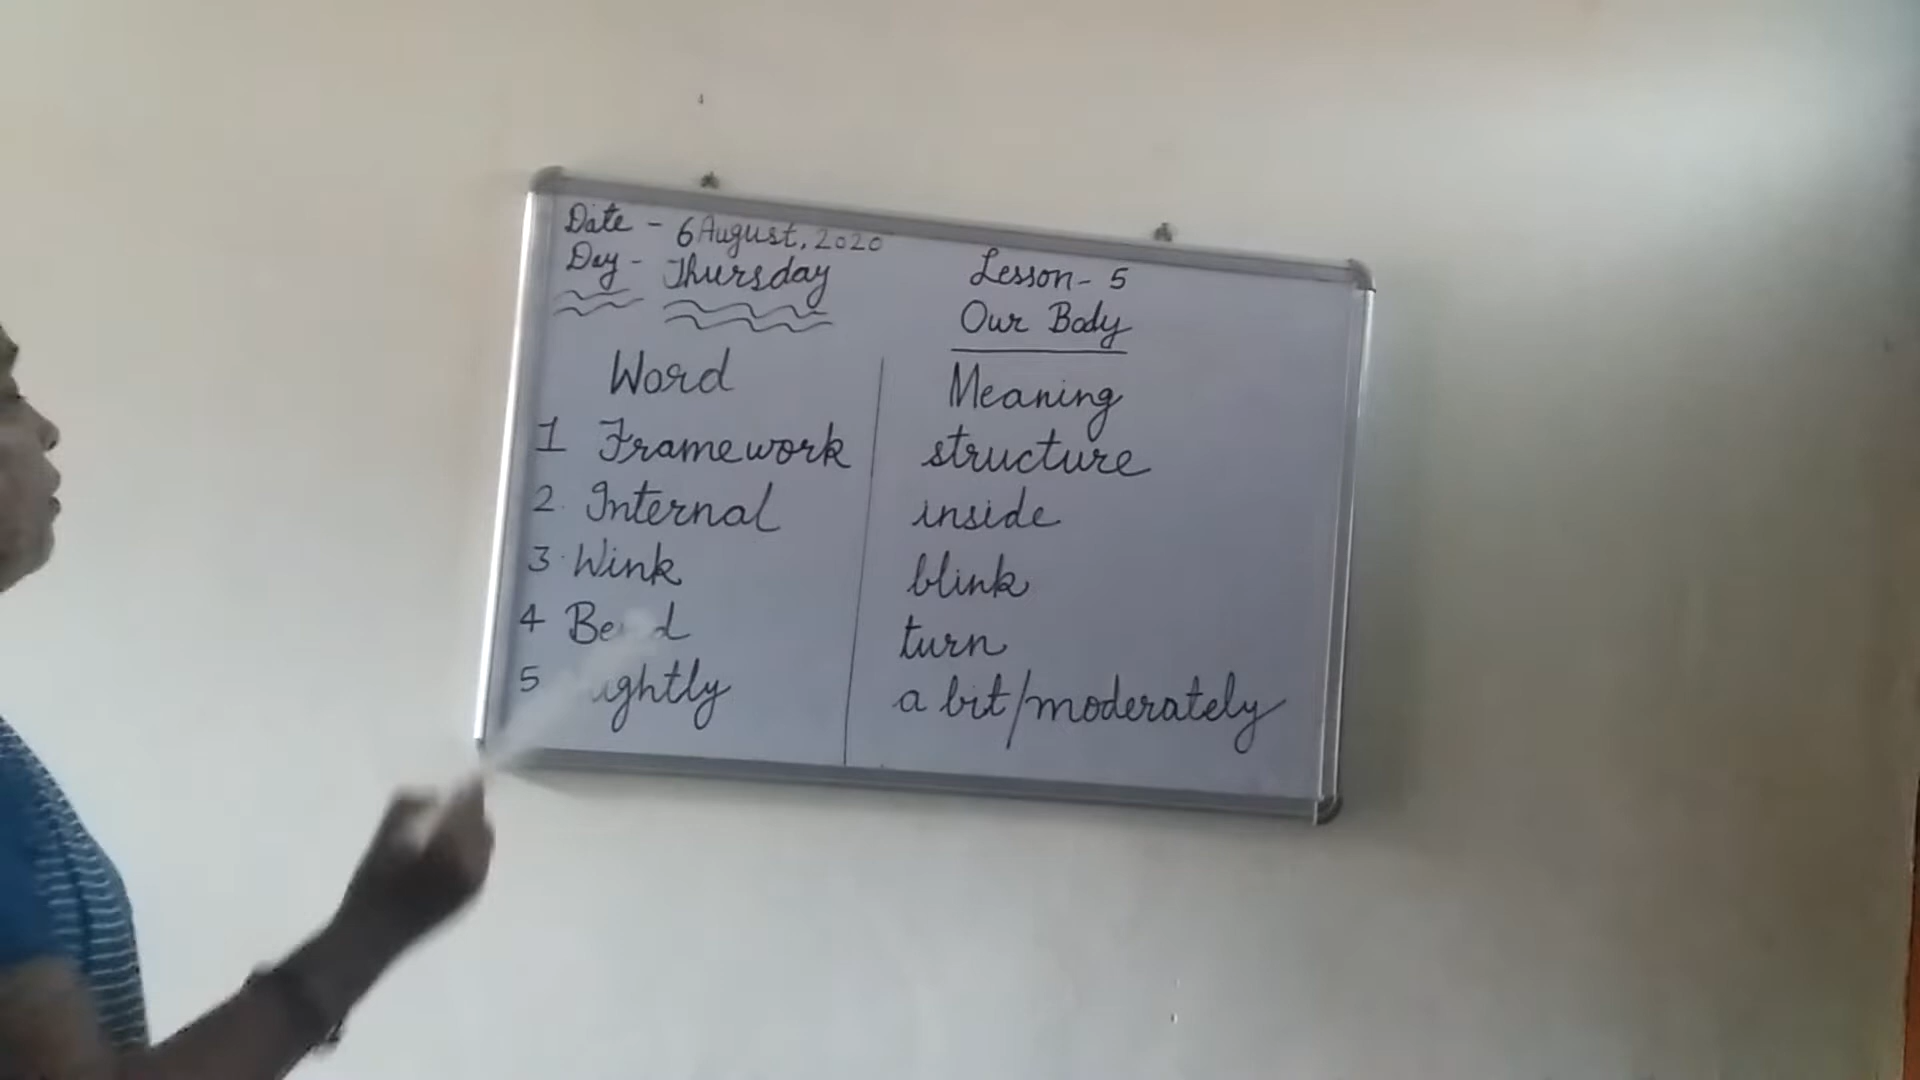 Date - 6 August, 2020
Day - Thursday
Lesson - 5
Our Body
Word Meaning
1 Framework structure
2. Internal inside
3. Wink blink
4 turn
5 a bit/moderately